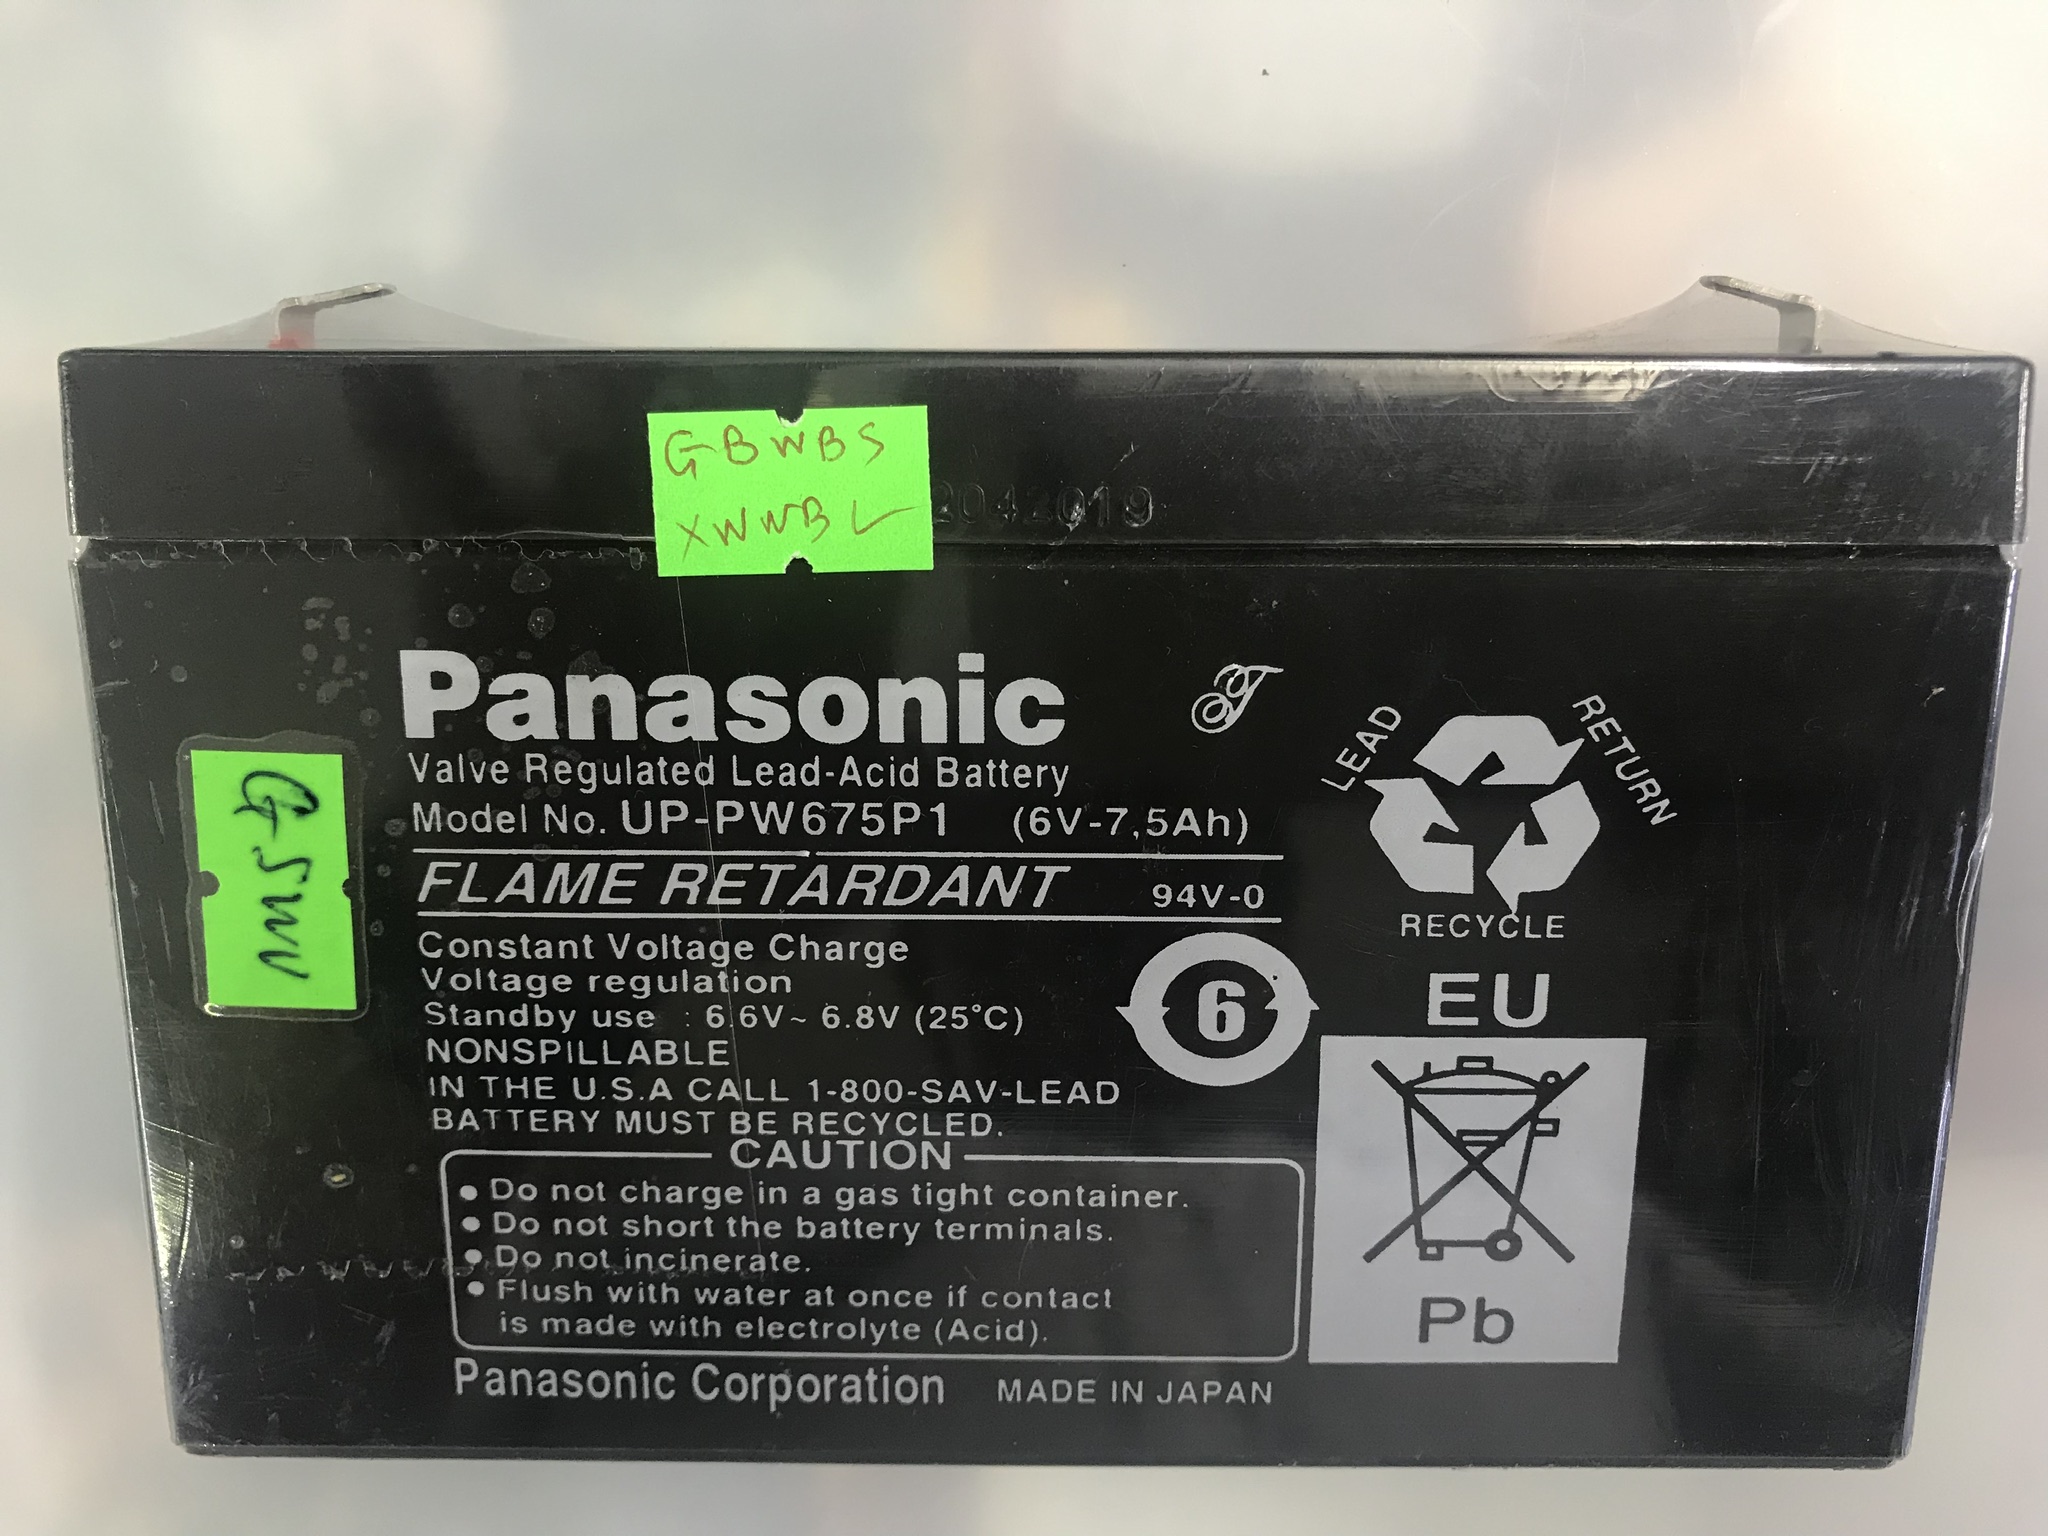 GBWBS
XWWBL
042019
Panasonic
Valve Regulated Lead-Acid Battery
Model No. UP-PW675P1 (6V-7,5Ah)
FLAME RETARDANT 94V-0
Constant Voltage Charge
Voltage regulation
Standby use : 6.6V~ 6.8V (25°C)
NONSPILLABLE
IN THE U.S.A CALL 1-800-SAV-LEAD
BATTERY MUST BE RECYCLED.
CAUTION
• Do not charge in a gas tight container.
• Do not short the battery terminals.
• Do not incinerate.
• Flush with water at once if contact
is made with electrolyte (Acid).
Panasonic Corporation MADE IN JAPAN
6
LEAD
RETURN
RECYCLE
EU
Pb